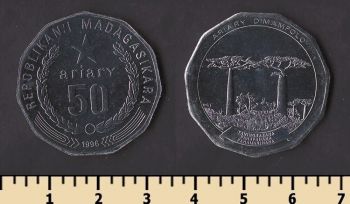 REPOBLIKAN'I MADAGASIKARA
ariary
50
1996
ARIARY DIMAMPOLO
1 2 3 4 5 6 7